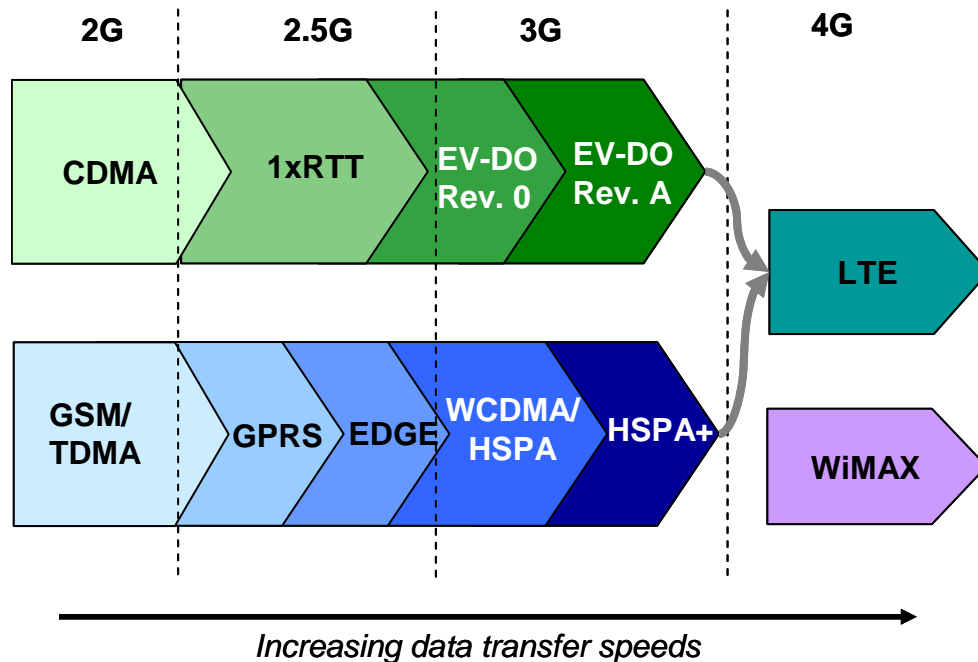 2G 2.5G 3G 4G
CDMA
1xRTT
EV-DO
Rev. 0
EV-DO
Rev. A
LTE
GSM/
TDMA
GPRS
EDGE
WCDMA/
HSPA
HSPA+
WiMAX
Increasing data transfer speeds